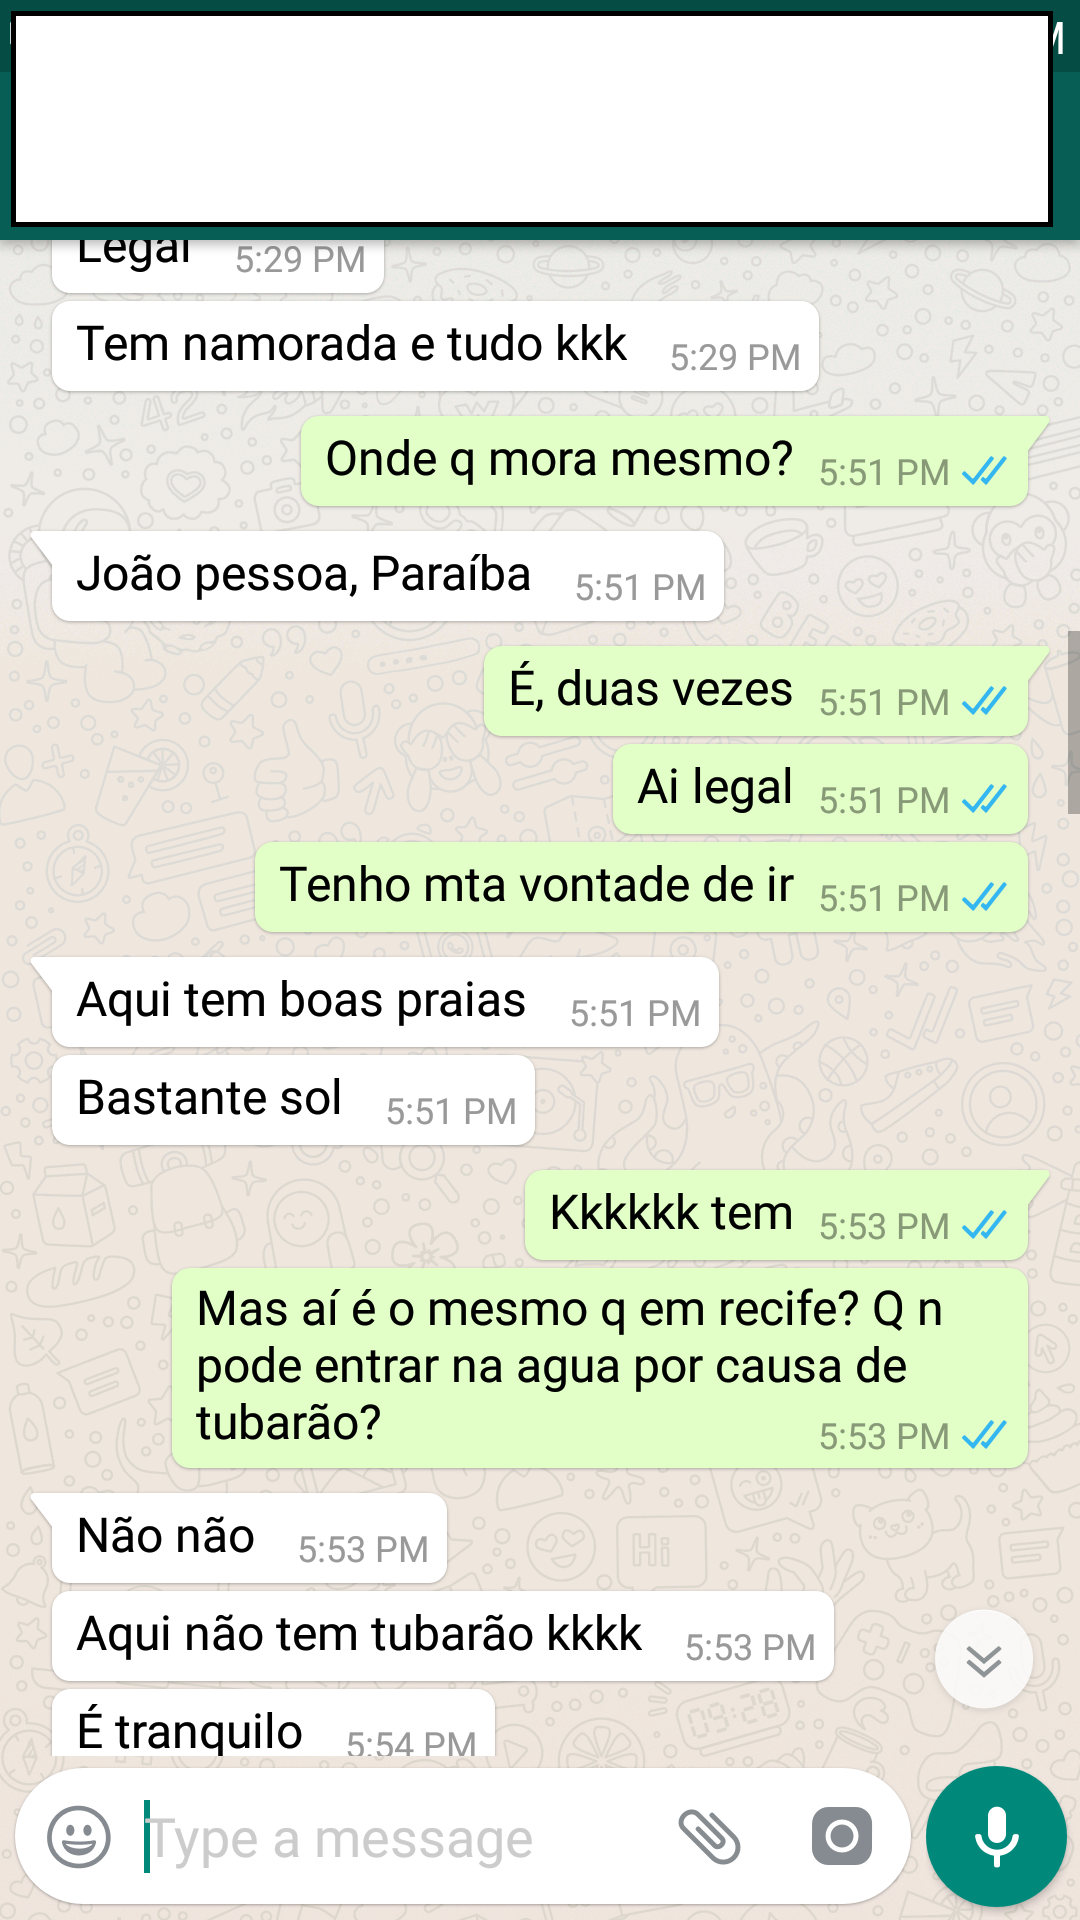 Legal 5:29 PM
Tem namorada e tudo kkk 5:29 PM
Onde q mora mesmo? 5:51 PM
João pessoa, Paraíba 5:51 PM
É, duas vezes 5:51 PM
Ai legal 5:51 PM
Tenho mta vontade de ir 5:51 PM
Aqui tem boas praias 5:51 PM
Bastante sol 5:51 PM
Kkkkkk tem 5:53 PM
Mas aí é o mesmo q em recife? Q n
pode entrar na agua por causa de
tubarão? 5:53 PM
Não não 5:53 PM
Aqui não tem tubarão kkkk 5:53 PM
É tranquilo 5:54 PM
Type a message